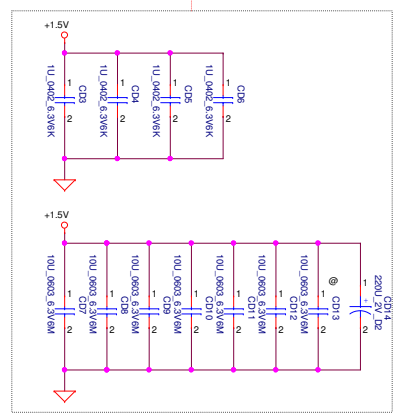 +1.5V
1
2
1U_0402_6.3V6K
CD3
1
2
1U_0402_6.3V6K
CD4
1
2
1U_0402_6.3V6K
CD5
1
2
1U_0402_6.3V6K
CD6
+1.5V
1
2
10U_0603_6.3V6M
CD7
1
2
10U_0603_6.3V6M
CD8
1
2
10U_0603_6.3V6M
CD9
1
2
10U_0603_6.3V6M
CD10
1
2
10U_0603_6.3V6M
CD11
1
2
10U_0603_6.3V6M
CD12
@
1
2
10U_0603_6.3V6M
CD13
1
+
2
220U_2V_D2
CD14